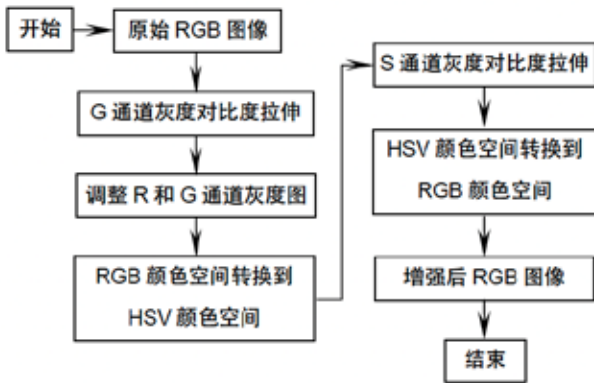 开始
原始 RGB 图像
G 通道灰度对比度拉伸
调整 R 和 G 通道灰度图
RGB 颜色空间转换到
HSV 颜色空间
S 通道灰度对比度拉伸
HSV 颜色空间转换到
RGB 颜色空间
增强后 RGB 图像
结束